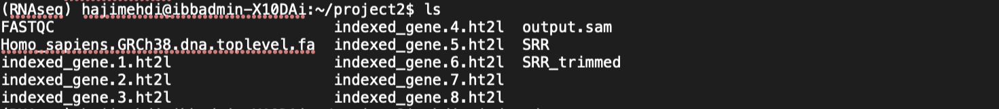 (RNAseq) hajimehdi@ibbadmin-X10DAi:~/project2$ ls
FASTQC indexed_gene.4.ht2l output.sam
Homo_sapiens.GRCh38.dna.toplevel.fa indexed_gene.5.ht2l SRR
indexed_gene.1.ht2l indexed_gene.6.ht2l SRR_trimmed
indexed_gene.2.ht2l indexed_gene.7.ht2l
indexed_gene.3.ht2l indexed_gene.8.ht2l